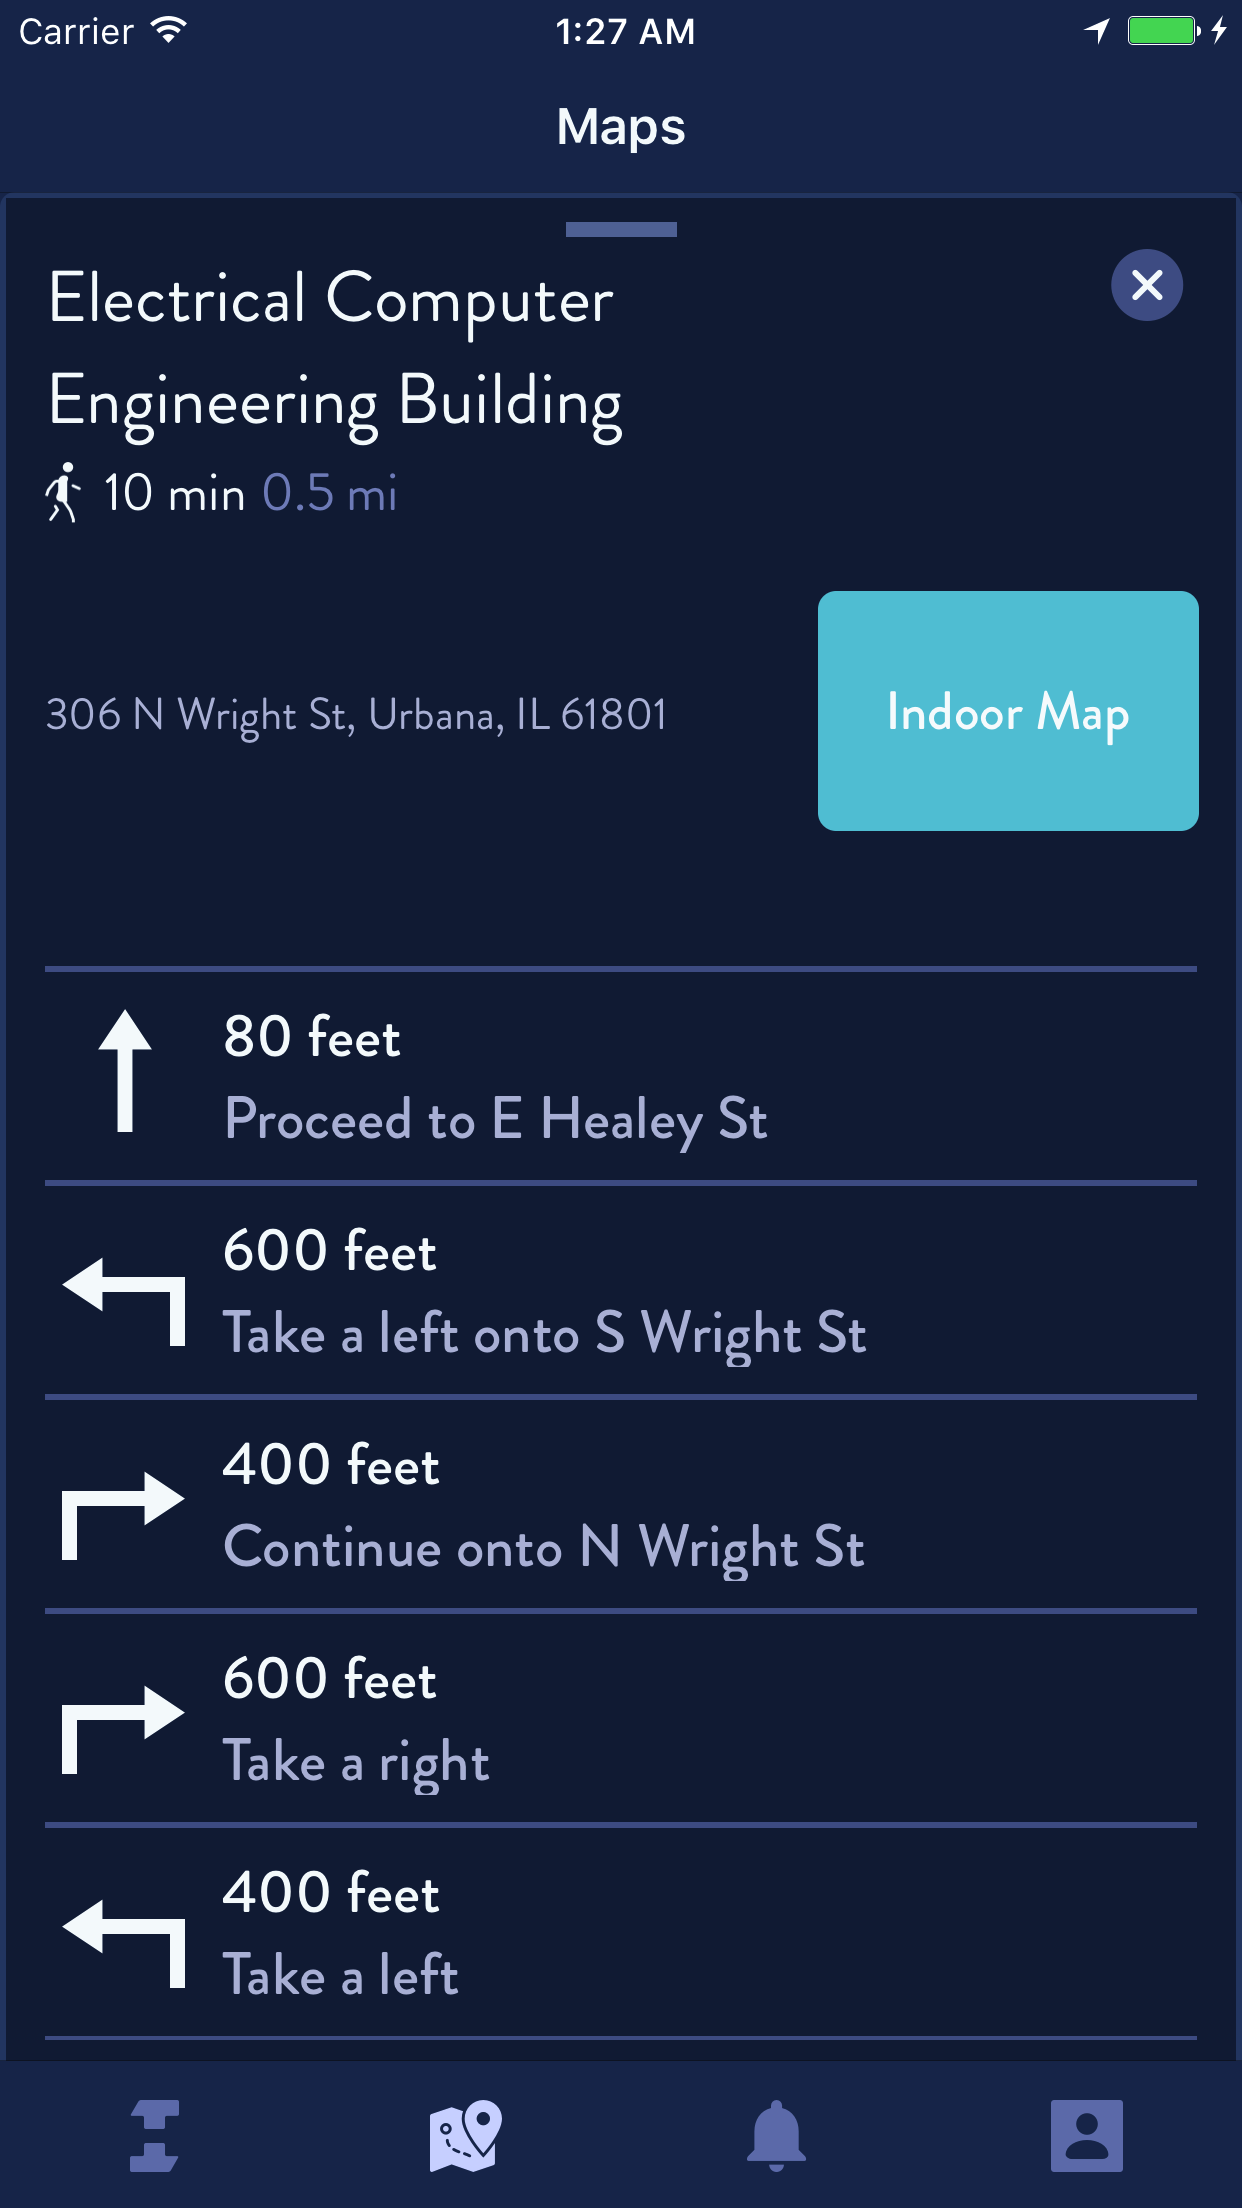 Carrier
1:27 AM
Maps
Electrical Computer
Engineering Building
10 min 0.5 mi
306 N Wright St, Urbana, IL 61801
Indoor Map
80 feet
Proceed to E Healey St
600 feet
Take a left onto S Wright St
400 feet
Continue onto N Wright St
600 feet
Take a right
400 feet
Take a left